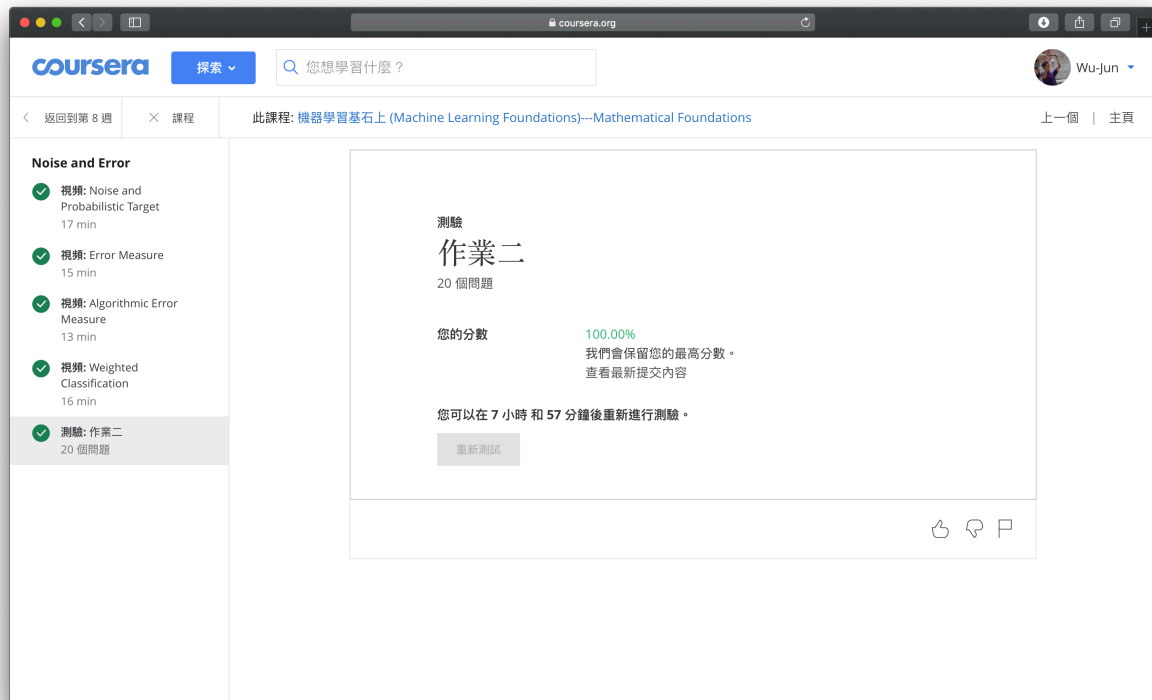 coursera.org
coursera
探索
您想學習什麼？
Wu-Jun
返回到第 8 週
課程
此課程: 機器學習基石上 (Machine Learning Foundations)---Mathematical Foundations
上一個 | 主頁
Noise and Error
視頻: Noise and
Probabilistic Target
17 min
視頻: Error Measure
15 min
視頻: Algorithmic Error
Measure
13 min
視頻: Weighted
Classification
16 min
測驗: 作業二
20 個問題
測驗
作業二
20 個問題
您的分數
100.00%
我們會保留您的最高分數。
查看最新提交內容
您可以在 7 小時 和 57 分鐘後重新進行測驗。
重新測試